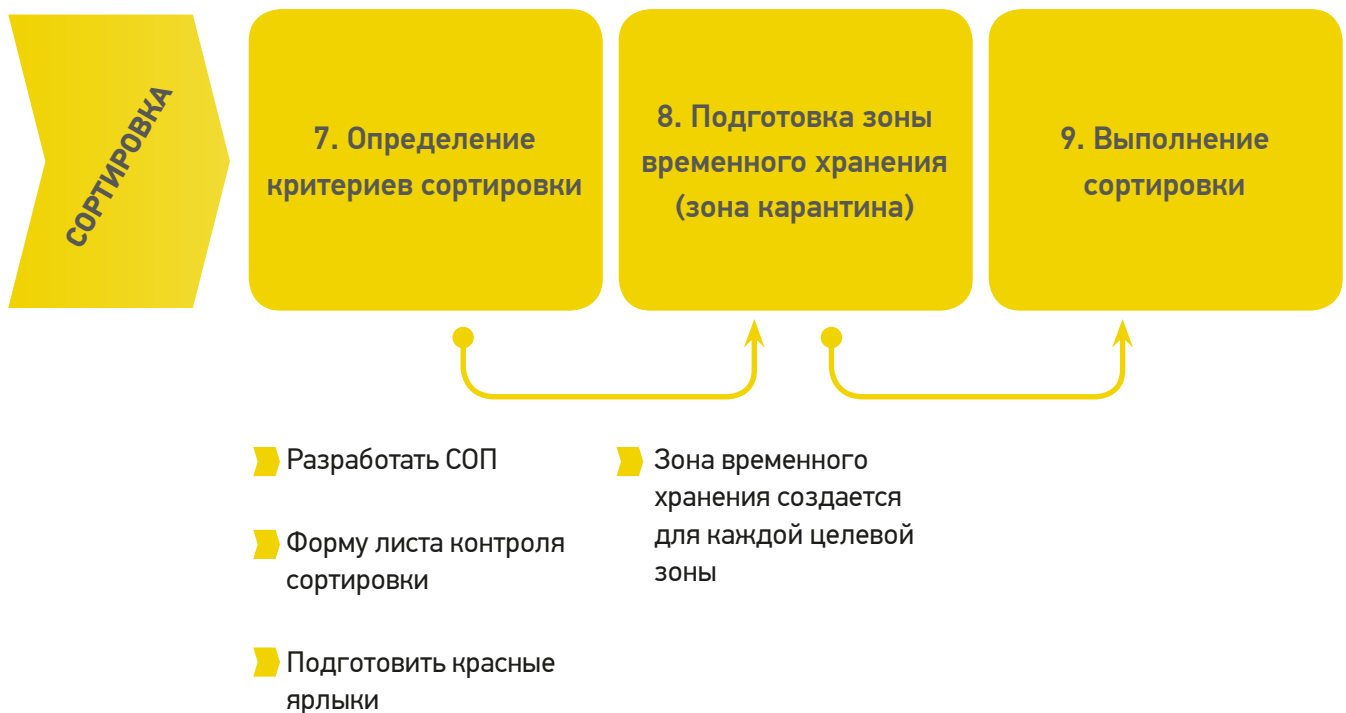 СОРТИРОВКА
7. Определение
критериев сортировки
8. Подготовка зоны
временного хранения
(зона карантина)
9. Выполнение
сортировки
Разработать СОП
Форму листа контроля
сортировки
Подготовить красные
ярлыки
Зона временного
хранения создается
для каждой целевой
зоны